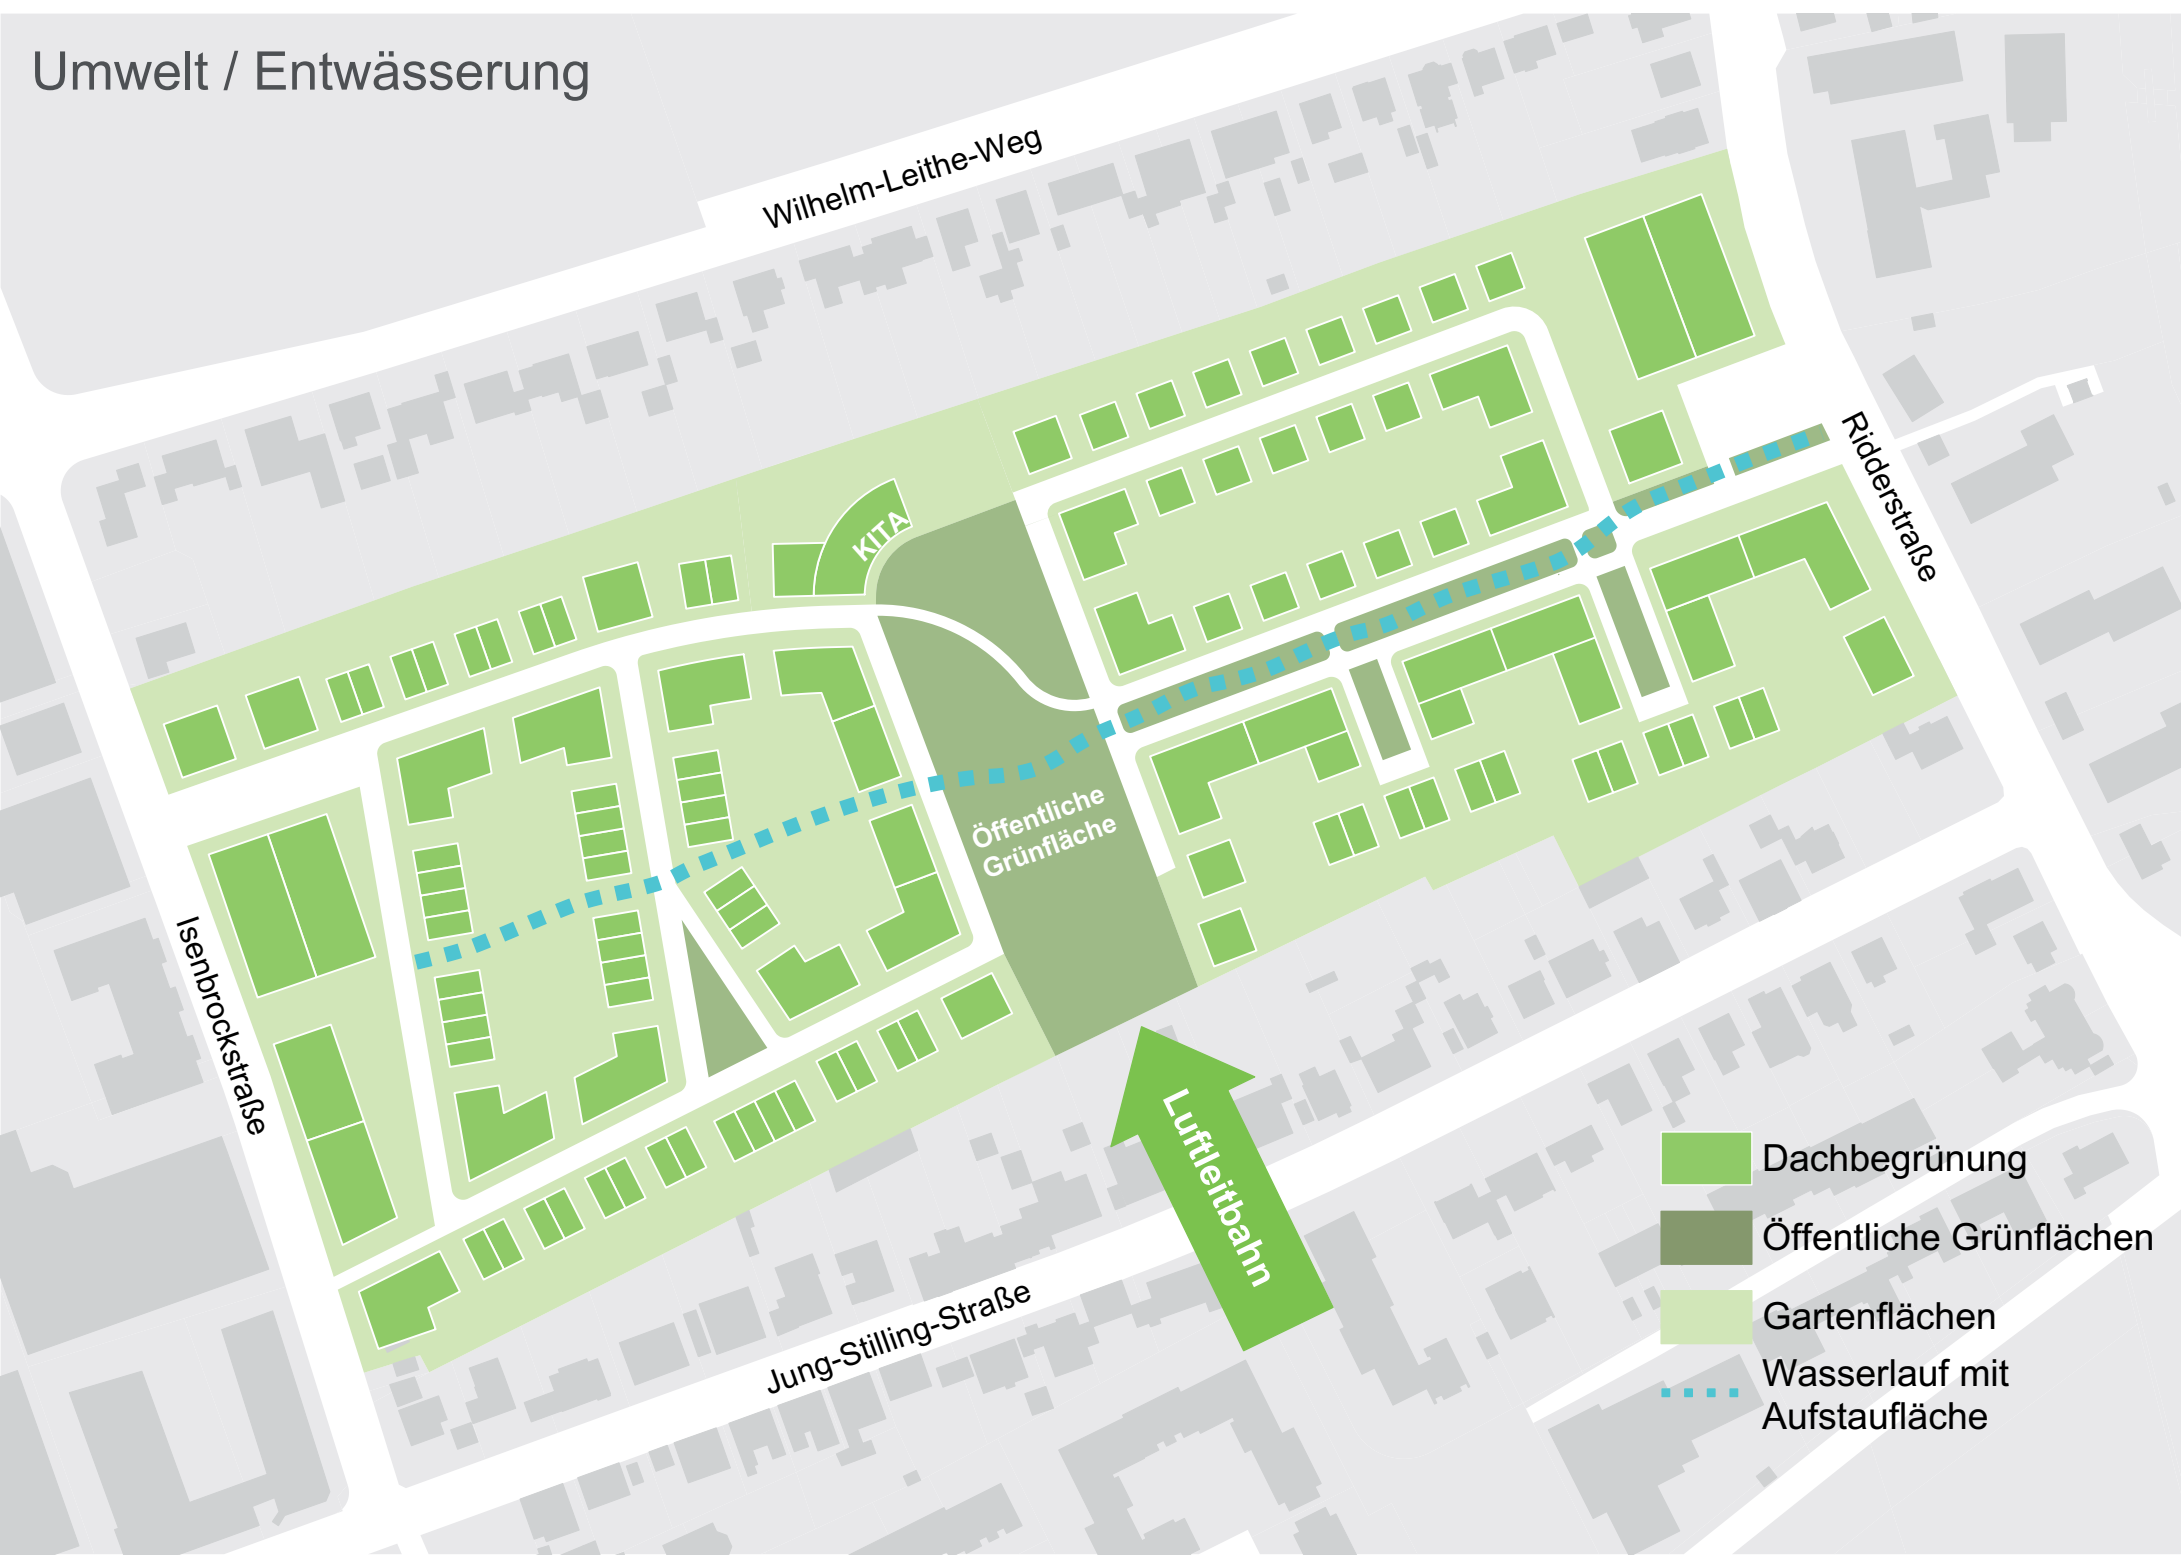 Umwelt / Entwässerung
Wilhelm-Leithe-Weg
Ridderstraße
KITA
Öffentliche
Grünfläche
Isenbrockstraße
Luftleitbahn
Jung-Stilling-Straße
Dachbegrünung
Öffentliche Grünflächen
Gartenflächen
Wasserlauf mit
Aufstaufläche